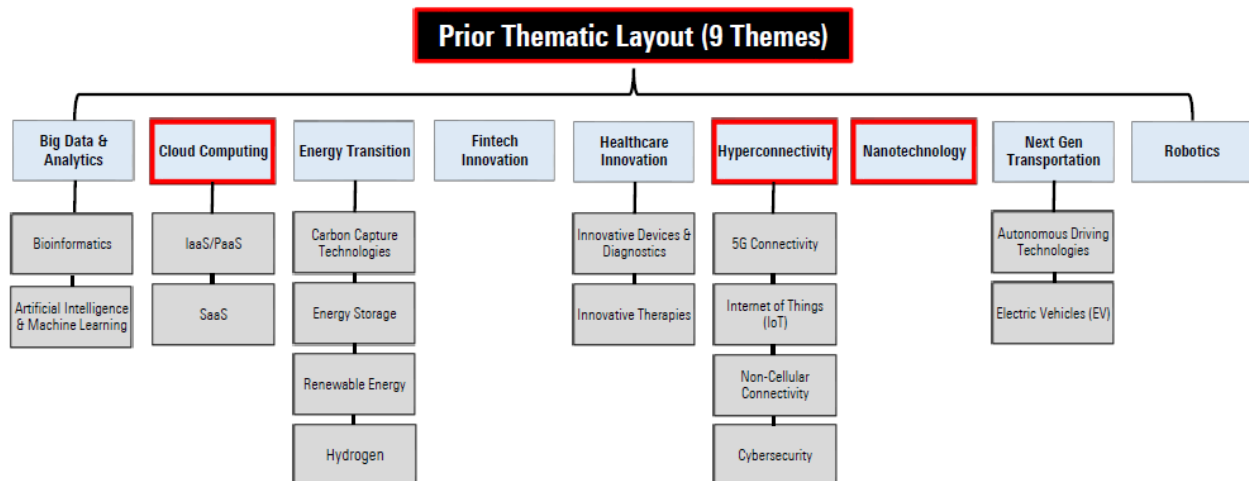 Prior Thematic Layout (9 Themes)
Big Data &
Analytics
Cloud Computing
Energy Transition
Fintech
Innovation
Healthcare
Innovation
Hyperconnectivity
Nanotechnology
Next Gen
Transportation
Robotics
Bioinformatics
Artificial Intelligence
& Machine Learning
IaaS/PaaS
SaaS
Carbon Capture
Technologies
Energy Storage
Renewable Energy
Hydrogen
Innovative Devices &
Diagnostics
Innovative Therapies
5G Connectivity
Internet of Things
(IoT)
Non-Cellular
Connectivity
Cybersecurity
Autonomous Driving
Technologies
Electric Vehicles (EV)